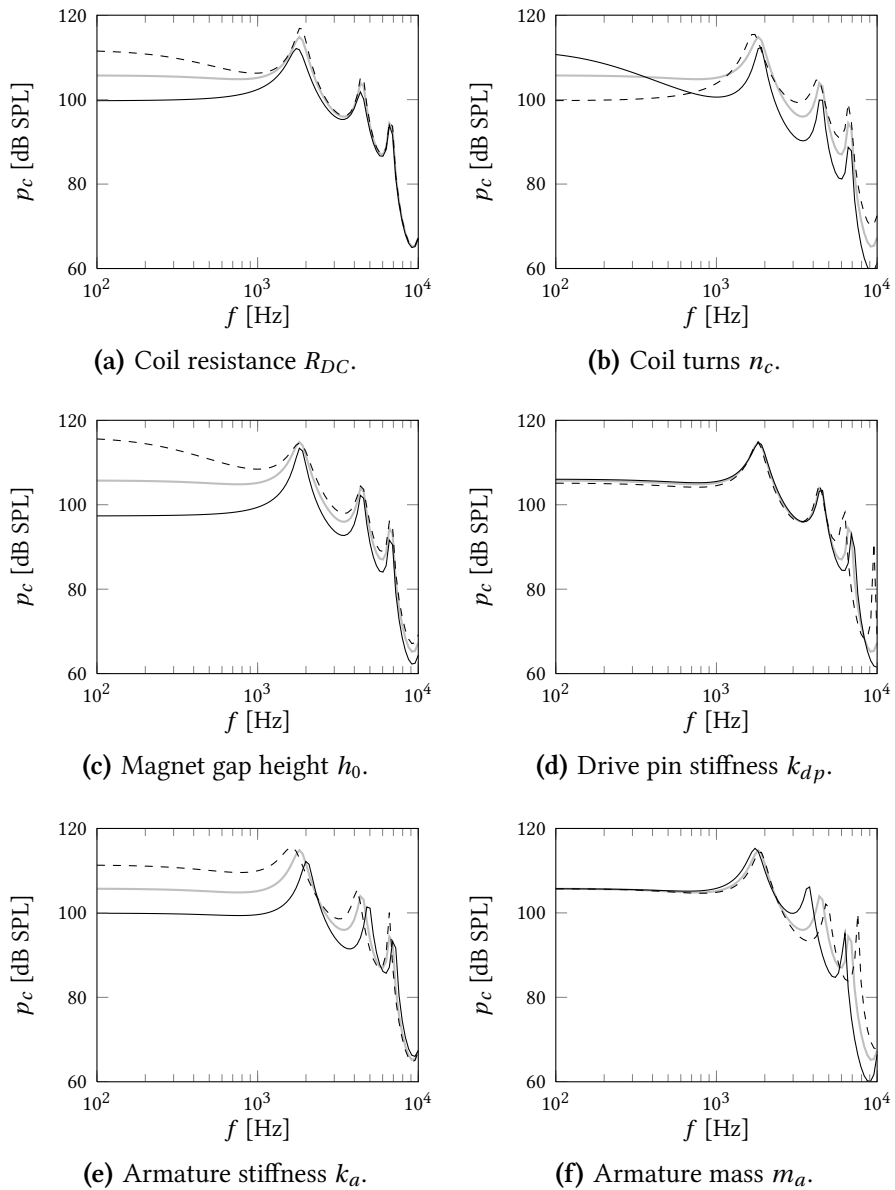 120
100
80
60
p_c [dB SPL]
10^2 10^3 10^4
f [Hz]
(a) Coil resistance R_{DC}.
120
100
80
60
p_c [dB SPL]
10^2 10^3 10^4
f [Hz]
(b) Coil turns n_c.
120
100
80
60
p_c [dB SPL]
10^2 10^3 10^4
f [Hz]
(c) Magnet gap height h_0.
120
100
80
60
p_c [dB SPL]
10^2 10^3 10^4
f [Hz]
(d) Drive pin stiffness k_{dp}.
120
100
80
60
p_c [dB SPL]
10^2 10^3 10^4
f [Hz]
(e) Armature stiffness k_a.
120
100
80
60
p_c [dB SPL]
10^2 10^3 10^4
f [Hz]
(f) Armature mass m_a.